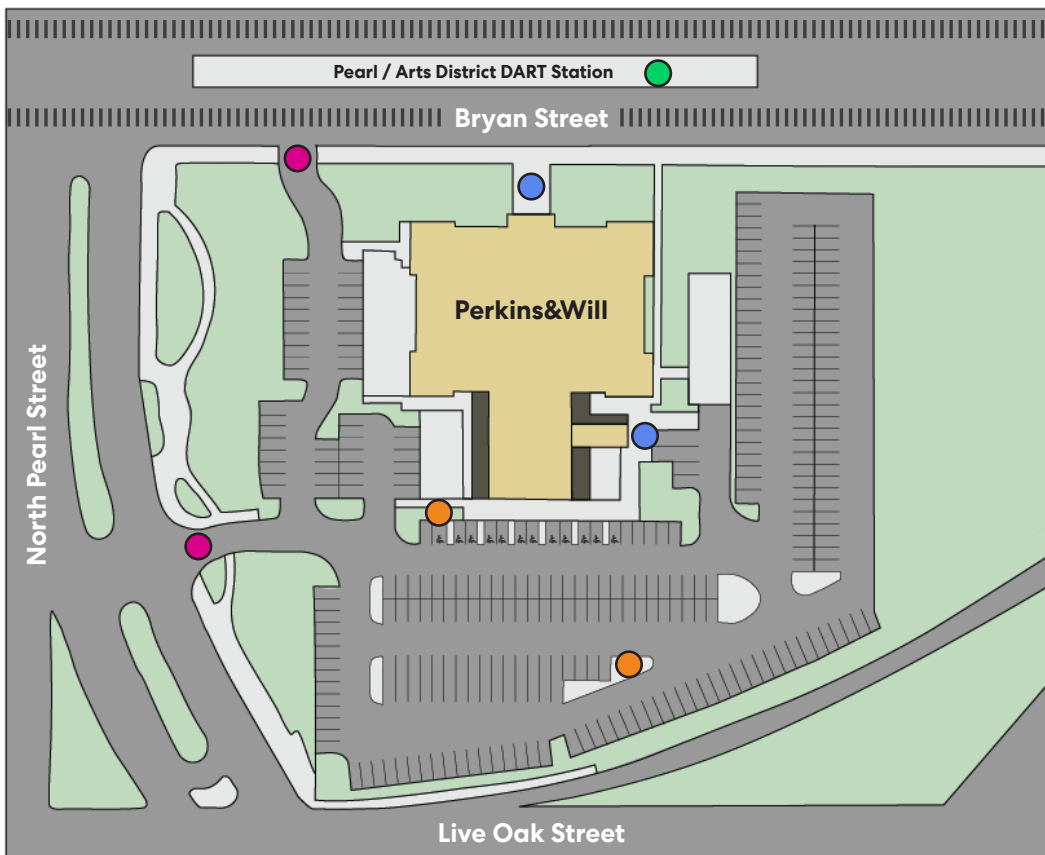 Pearl / Arts District DART Station
Bryan Street
Perkins&Will
North Pearl Street
Live Oak Street